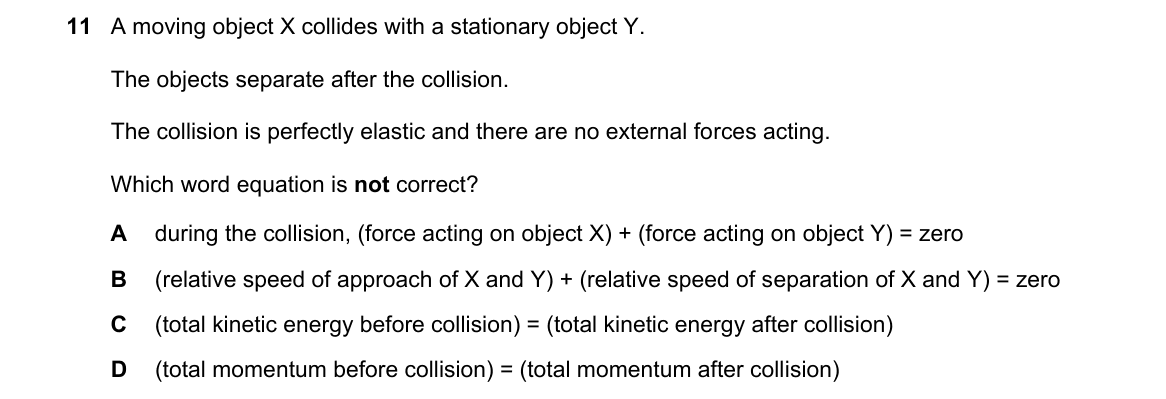 11 A moving object X collides with a stationary object Y.
The objects separate after the collision.
The collision is perfectly elastic and there are no external forces acting.
Which word equation is not correct?
A during the collision, (force acting on object X) + (force acting on object Y) = zero
B (relative speed of approach of X and Y) + (relative speed of separation of X and Y) = zero
C (total kinetic energy before collision) = (total kinetic energy after collision)
D (total momentum before collision) = (total momentum after collision)